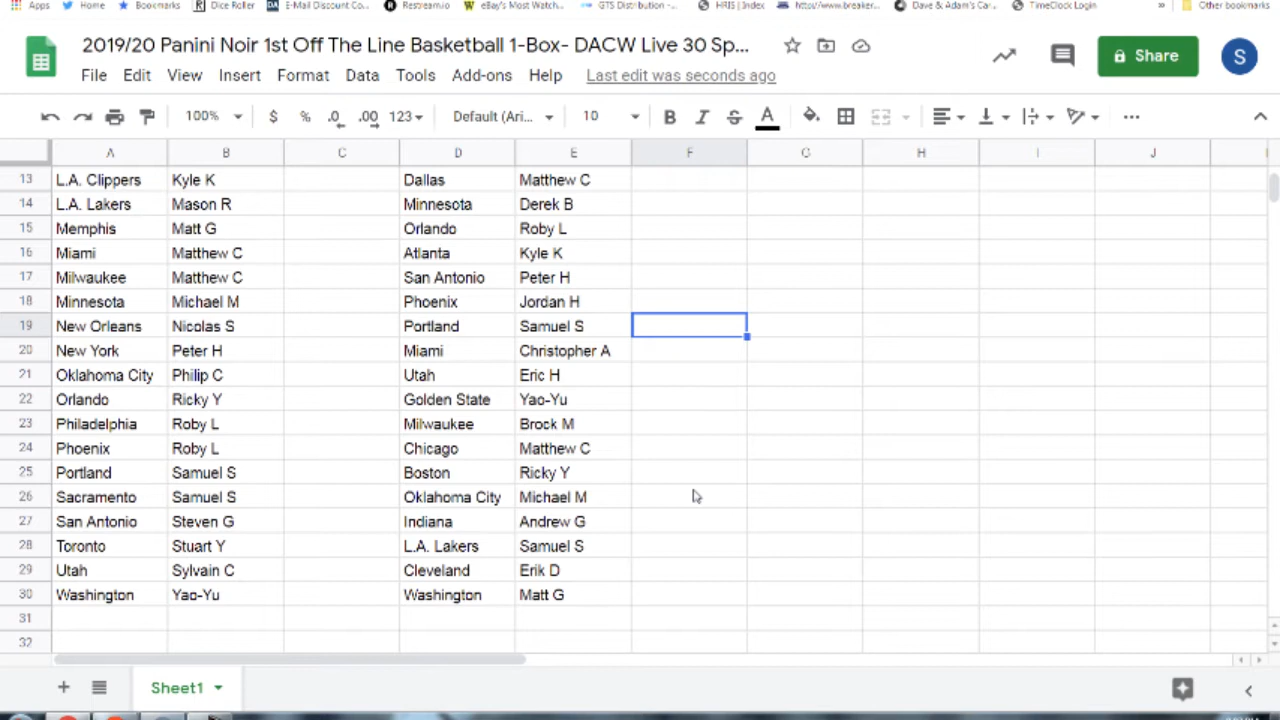 Apps Twitter Home Bookmarks Dice Roller E-Mail Discount Co... Restream.io eBay's Most Watch... GTS Distribution -... HRIS | Index http://www.breaker... Dave & Adam's Car... TimeClock Login » Other bookmarks
2019/20 Panini Noir 1st Off The Line Basketball 1-Box- DACW Live 30 Sp...
Share
S
File Edit View Insert Format Data Tools Add-ons Help Last edit was seconds ago
100% $ % .0 .00 123 Default (Ari... 10 B I S A
A B C D E F G H I J
13 L.A. Clippers Kyle K Dallas Matthew C
14 L.A. Lakers Mason R Minnesota Derek B
15 Memphis Matt G Orlando Roby L
16 Miami Matthew C Atlanta Kyle K
17 Milwaukee Matthew C San Antonio Peter H
18 Minnesota Michael M Phoenix Jordan H
19 New Orleans Nicolas S Portland Samuel S
20 New York Peter H Miami Christopher A
21 Oklahoma City Philip C Utah Eric H
22 Orlando Ricky Y Golden State Yao-Yu
23 Philadelphia Roby L Milwaukee Brock M
24 Phoenix Roby L Chicago Matthew C
25 Portland Samuel S Boston Ricky Y
26 Sacramento Samuel S Oklahoma City Michael M
27 San Antonio Steven G Indiana Andrew G
28 Toronto Stuart Y L.A. Lakers Samuel S
29 Utah Sylvain C Cleveland Erik D
30 Washington Yao-Yu Washington Matt G
31
32
Sheet1